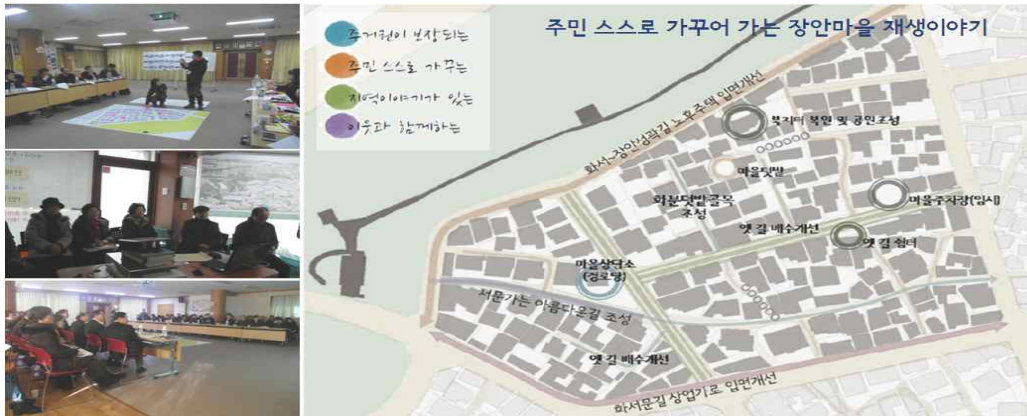 주민 스스로 가꾸어 가는 장안마을 재생이야기
주거권이 보장되는
주민 스스로 가꾸는
지역이야기가 있는
이웃과 함께하는
화서~장안성곽길 노후주택 입면개선
복지터 복원 및 공원조성
마을텃밭
화분텃밭골목
조성
마을주차장(임시)
옛 길 배수개선
옛 길 쉼터
마을상담소
(경로당)
서문가는 아름다운길 조성
옛 길 배수개선
화서문길 상업가로 입면개선